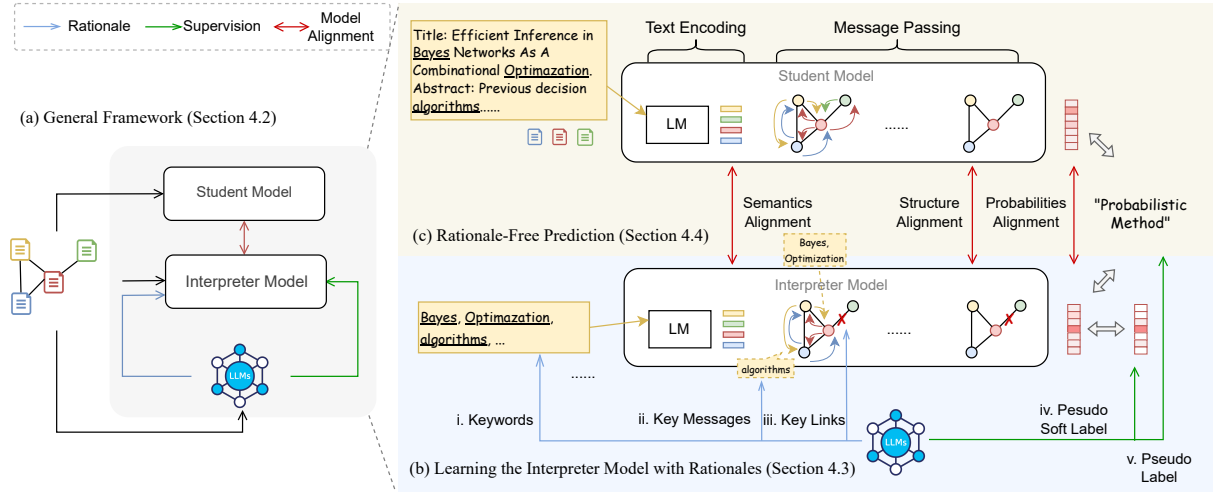 Rationale
Supervision
Model
Alignment
(a) General Framework (Section 4.2)
Student Model
Interpreter Model
LLMs
Title: Efficient Inference in
Bayes Networks As A
Combinational Optimazation.
Abstract: Previous decision
algorithms......
Text Encoding
Message Passing
Student Model
LM
......
Semantics
Alignment
Structure
Alignment
Probabilities
Alignment
"Probabilistic
Method"
(c) Rationale-Free Prediction (Section 4.4)
Bayes,
Optimization
Interpreter Model
Bayes, Optimazation,
algorithms, ...
LM
......
algorithms
......
i. Keywords
ii. Key Messages
iii. Key Links
LLMs
iv. Pesudo
Soft Label
v. Pseudo
Label
(b) Learning the Interpreter Model with Rationales (Section 4.3)